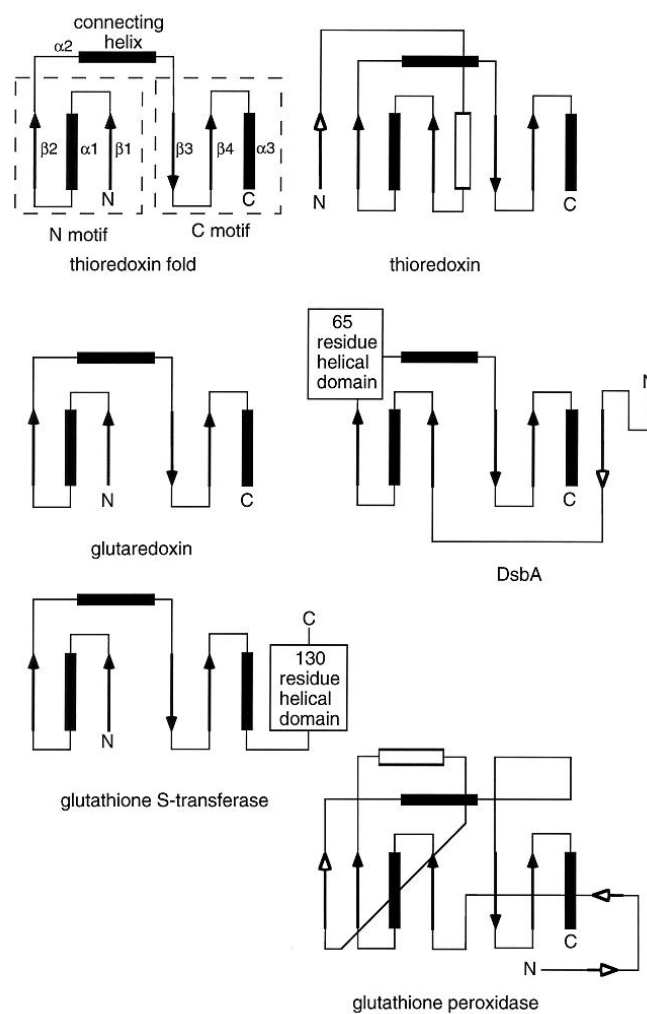 connecting
helix
α2
β2
α1
β1
β3
β4
α3
N
C
N motif
C motif
thioredoxin fold
N
C
thioredoxin
N
C
glutaredoxin
65
residue
helical
domain
N
C
DsbA
C
130
residue
helical
domain
N
glutathione S-transferase
C
N
glutathione peroxidase